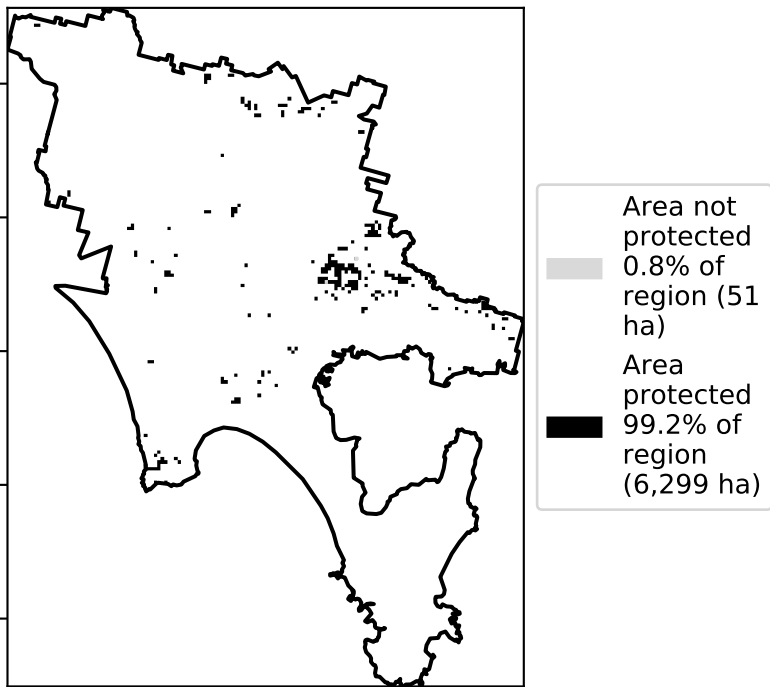 Area not
protected
0.8% of
region (51
ha)
Area
protected
99.2% of
region
(6,299 ha)